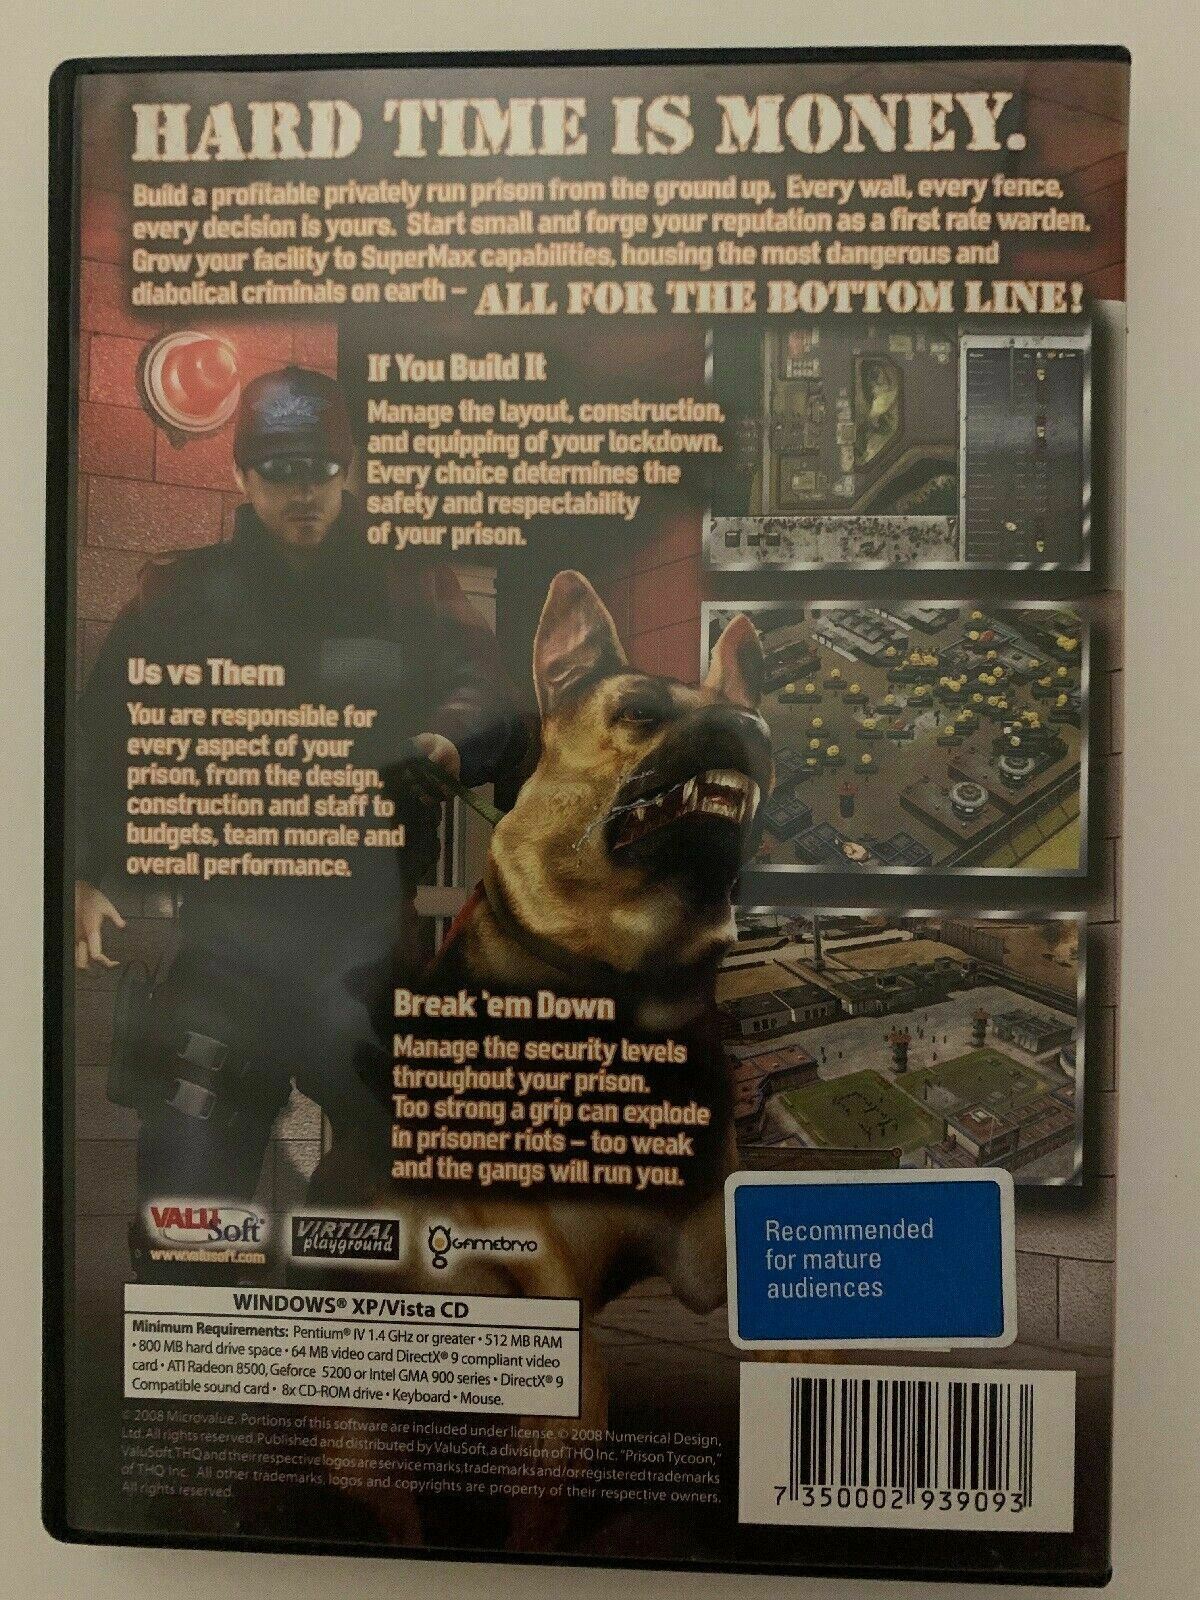 HARD TIME IS MONEY.
Build a profitable privately run prison from the ground up. Every wall, every fence,
every decision is yours. Start small and forge your reputation as a first rate warden.
Grow your facility to SuperMax capabilities, housing the most dangerous and
diabolical criminals on earth – ALL FOR THE BOTTOM LINE!
If You Build It
Manage the layout, construction,
and equipping of your lockdown.
Every choice determines the
safety and respectability
of your prison.
Us vs Them
You are responsible for
every aspect of your
prison, from the design,
construction and staff to
budgets, team morale and
overall performance.
Break 'em Down
Manage the security levels
throughout your prison.
Too strong a grip can explode
in prisoner riots – too weak
and the gangs will run you.
VALUSoft®
www.valusoft.com
VIRTUAL
playground
GAMEBRYO
Recommended
for mature
audiences
WINDOWS® XP/Vista CD
Minimum Requirements: Pentium® IV 1.4 GHz or greater • 512 MB RAM
• 800 MB hard drive space • 64 MB video card DirectX® 9 compliant video
card • ATI Radeon 8500, Geforce 5200 or Intel GMA 900 series • DirectX® 9
Compatible sound card • 8x CD-ROM drive • Keyboard • Mouse.
© 2008 Microvalue. Portions of this software are included under license. © 2008 Numerical Design,
Ltd. All rights reserved. Published and distributed by ValuSoft, a division of THQ Inc. "Prison Tycoon,"
ValuSoft, THQ and their respective logos are service marks, trademarks and/or registered trademarks
of THQ Inc. All other trademarks, logos and copyrights are property of their respective owners.
All rights reserved.
7 350002 939093